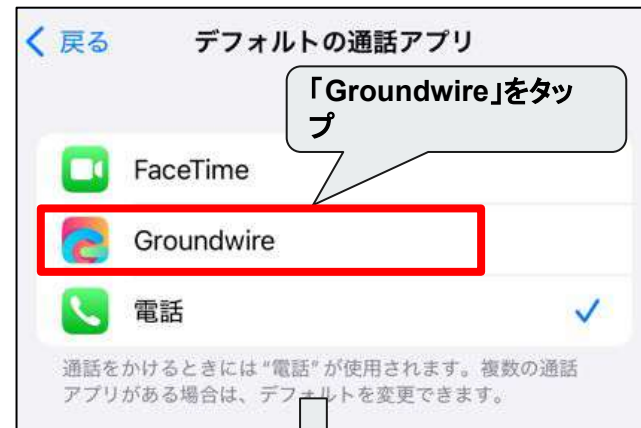 戻る デフォルトの通話アプリ
「Groundwire」をタッ
プ
FaceTime
Groundwire
電話
通話をかけるときには“電話”が使用されます。複数の通話
アプリがある場合は、デフォルトを変更できます。